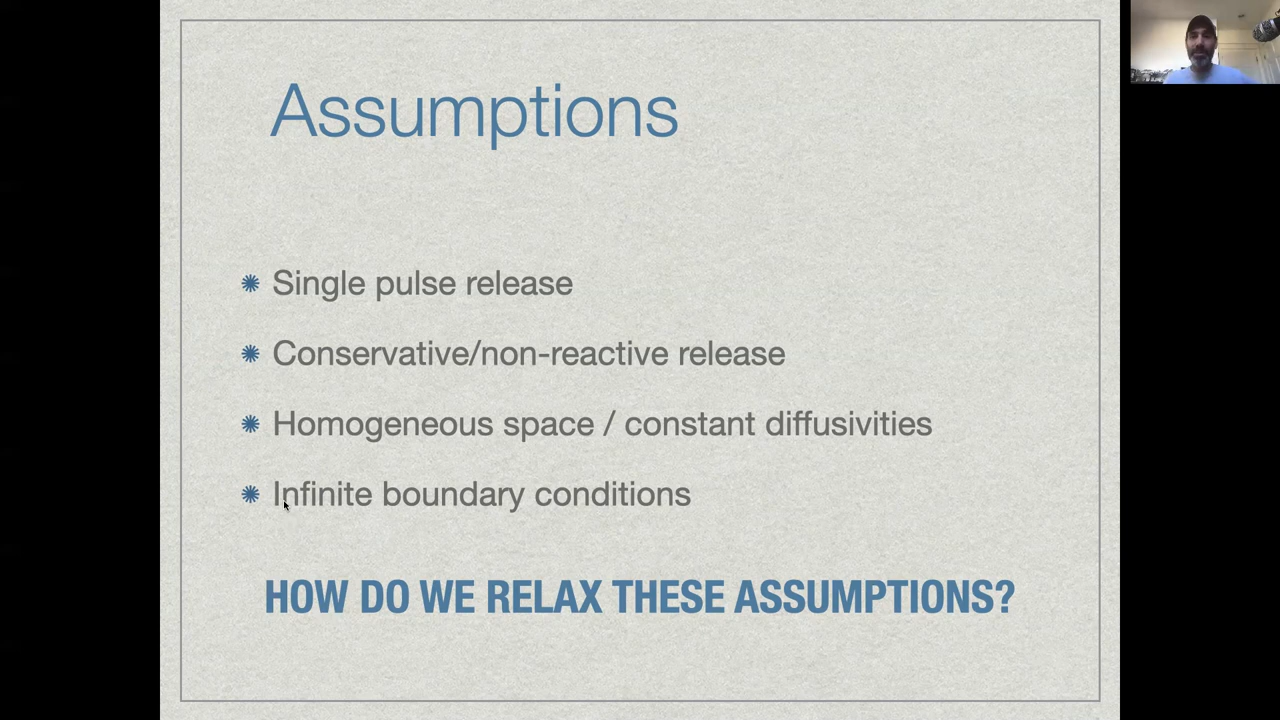 Assumptions
Single pulse release
Conservative/non-reactive release
Homogeneous space / constant diffusivities
Infinite boundary conditions
HOW DO WE RELAX THESE ASSUMPTIONS?